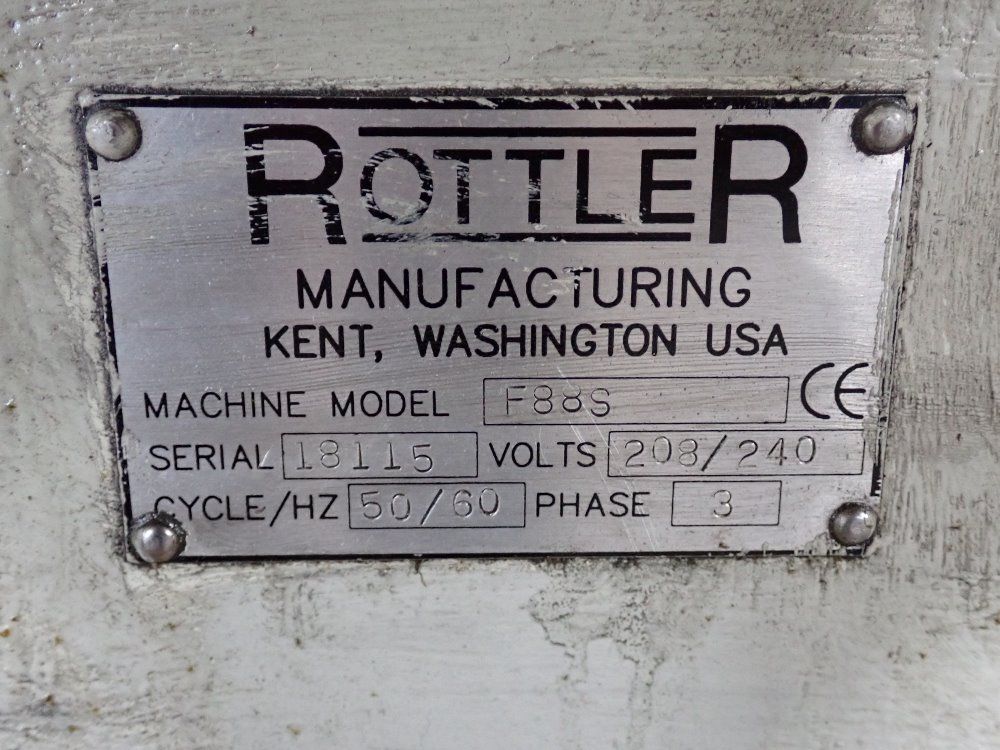 ROTTLER
MANUFACTURING
KENT, WASHINGTON USA
MACHINE MODEL F88S CE
SERIAL 18115 VOLTS 208/240
CYCLE/HZ 50/60 PHASE 3